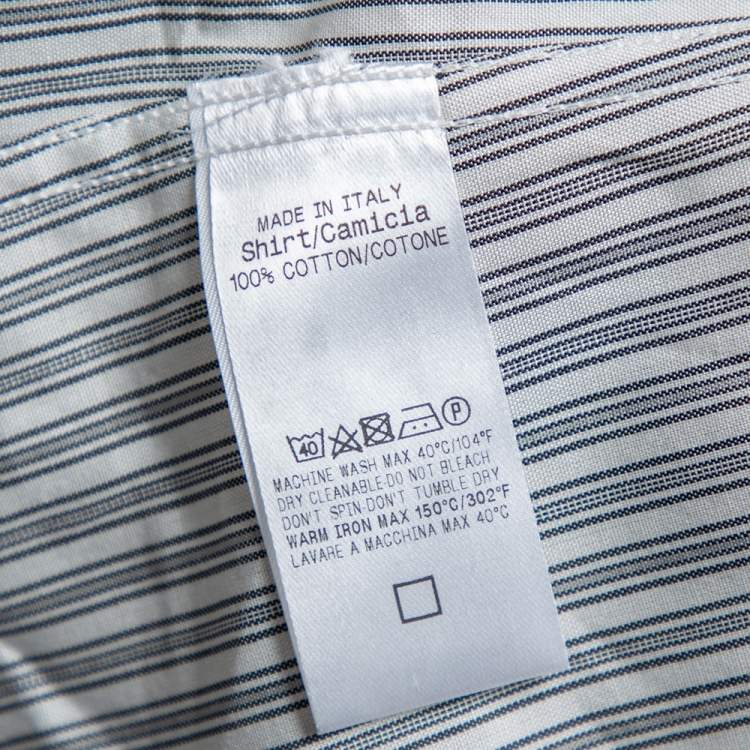 MADE IN ITALY
Shirt/Camicia
100% COTTON/COTONE
40 P
MACHINE WASH MAX 40°C/104°F
DRY CLEANABLE-DO NOT BLEACH
DON'T SPIN-DON'T TUMBLE DRY
WARM IRON MAX 150°C/302°F
LAVARE A MACCHINA MAX 40°C